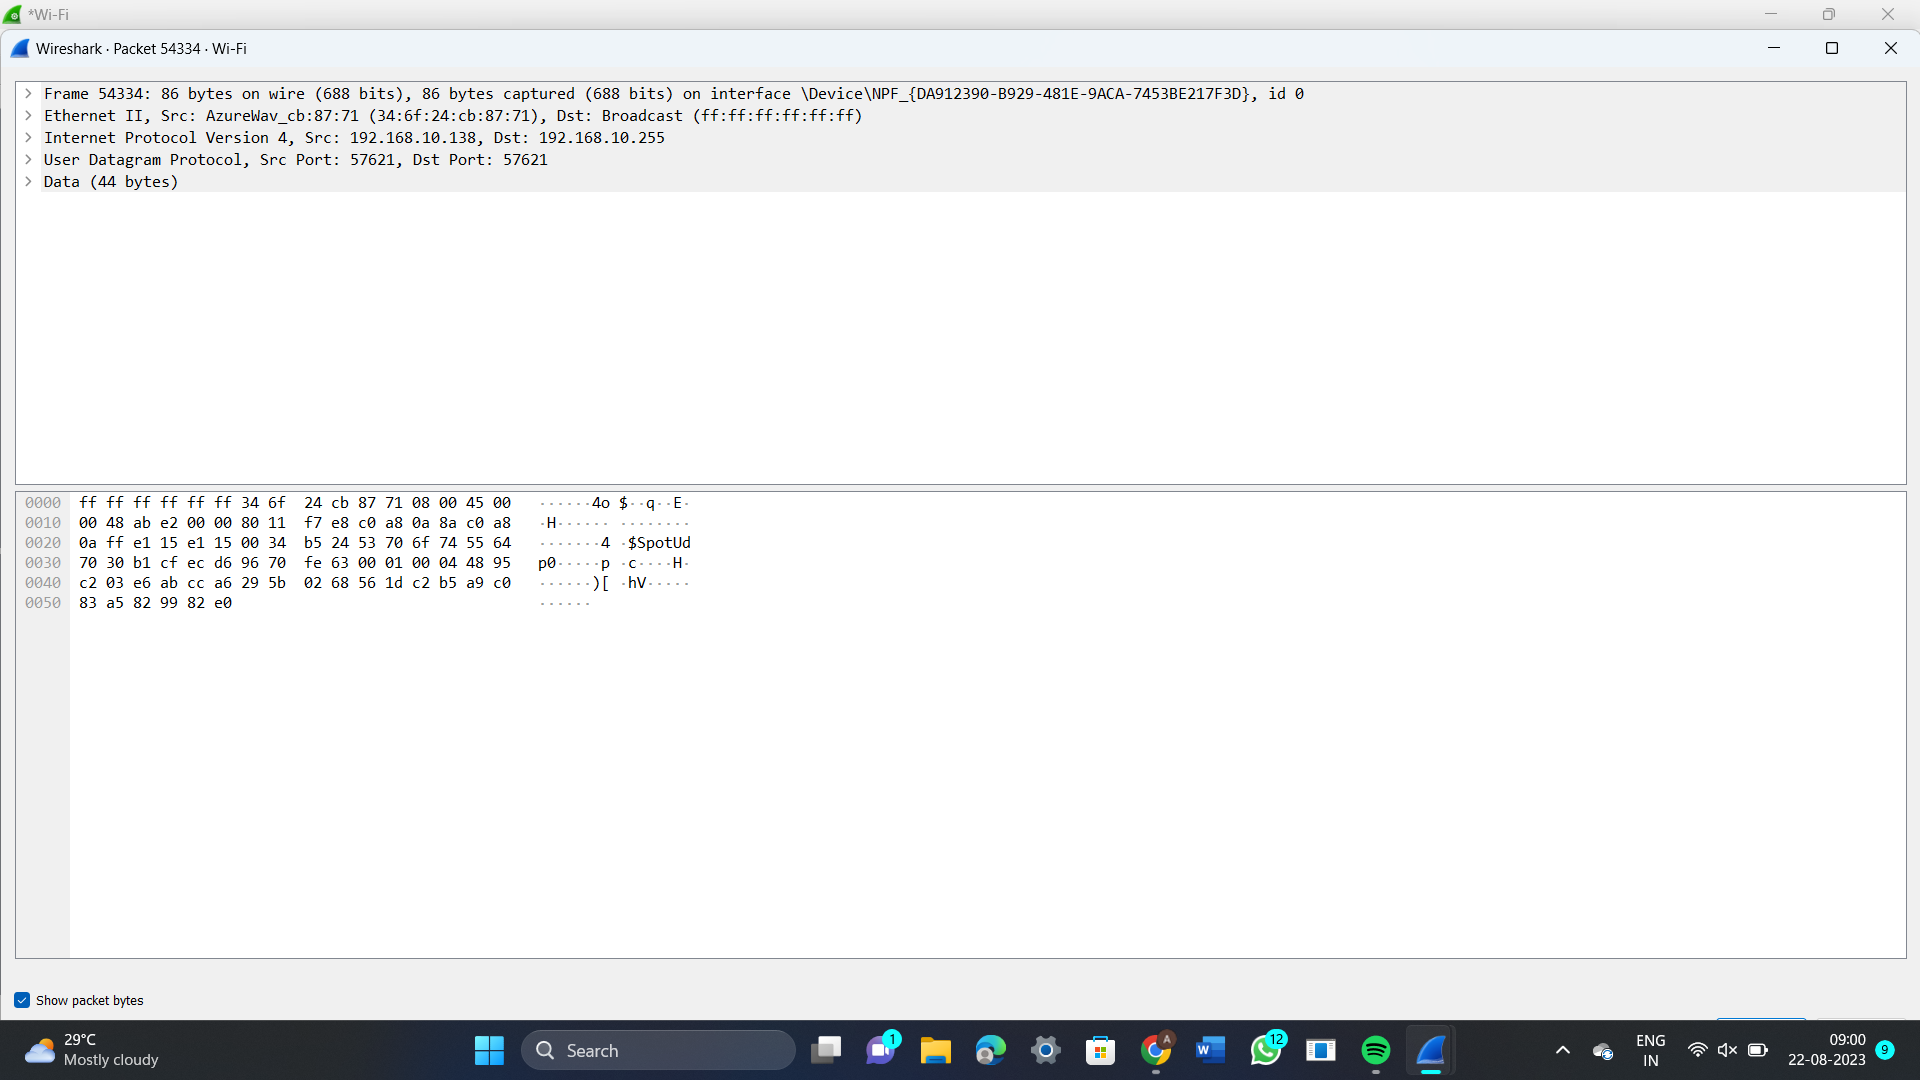 *Wi-Fi
Wireshark · Packet 54334 · Wi-Fi
Frame 54334: 86 bytes on wire (688 bits), 86 bytes captured (688 bits) on interface \Device\NPF_{DA912390-B929-481E-9ACA-7453BE217F3D}, id 0
Ethernet II, Src: AzureWav_cb:87:71 (34:6f:24:cb:87:71), Dst: Broadcast (ff:ff:ff:ff:ff:ff)
Internet Protocol Version 4, Src: 192.168.10.138, Dst: 192.168.10.255
User Datagram Protocol, Src Port: 57621, Dst Port: 57621
Data (44 bytes)
0000 ff ff ff ff ff ff 34 6f 24 cb 87 71 08 00 45 00 ······4o $··q··E·
0010 00 48 ab e2 00 00 80 11 f7 e8 c0 a8 0a 8a c0 a8 ·H······ ········
0020 0a ff e1 15 e1 15 00 34 b5 24 53 70 6f 74 55 64 ·······4 ·$SpotUd
0030 70 30 b1 cf ec d6 96 70 fe 63 00 01 00 04 48 95 p0·····p ·c····H·
0040 c2 03 e6 ab cc a6 29 5b 02 68 56 1d c2 b5 a9 c0 ······)[ ·hV·····
0050 83 a5 82 99 82 e0 ······
Show packet bytes
29°C
Mostly cloudy
Search
1
A
W
12
ENG
IN
09:00
22-08-2023
9